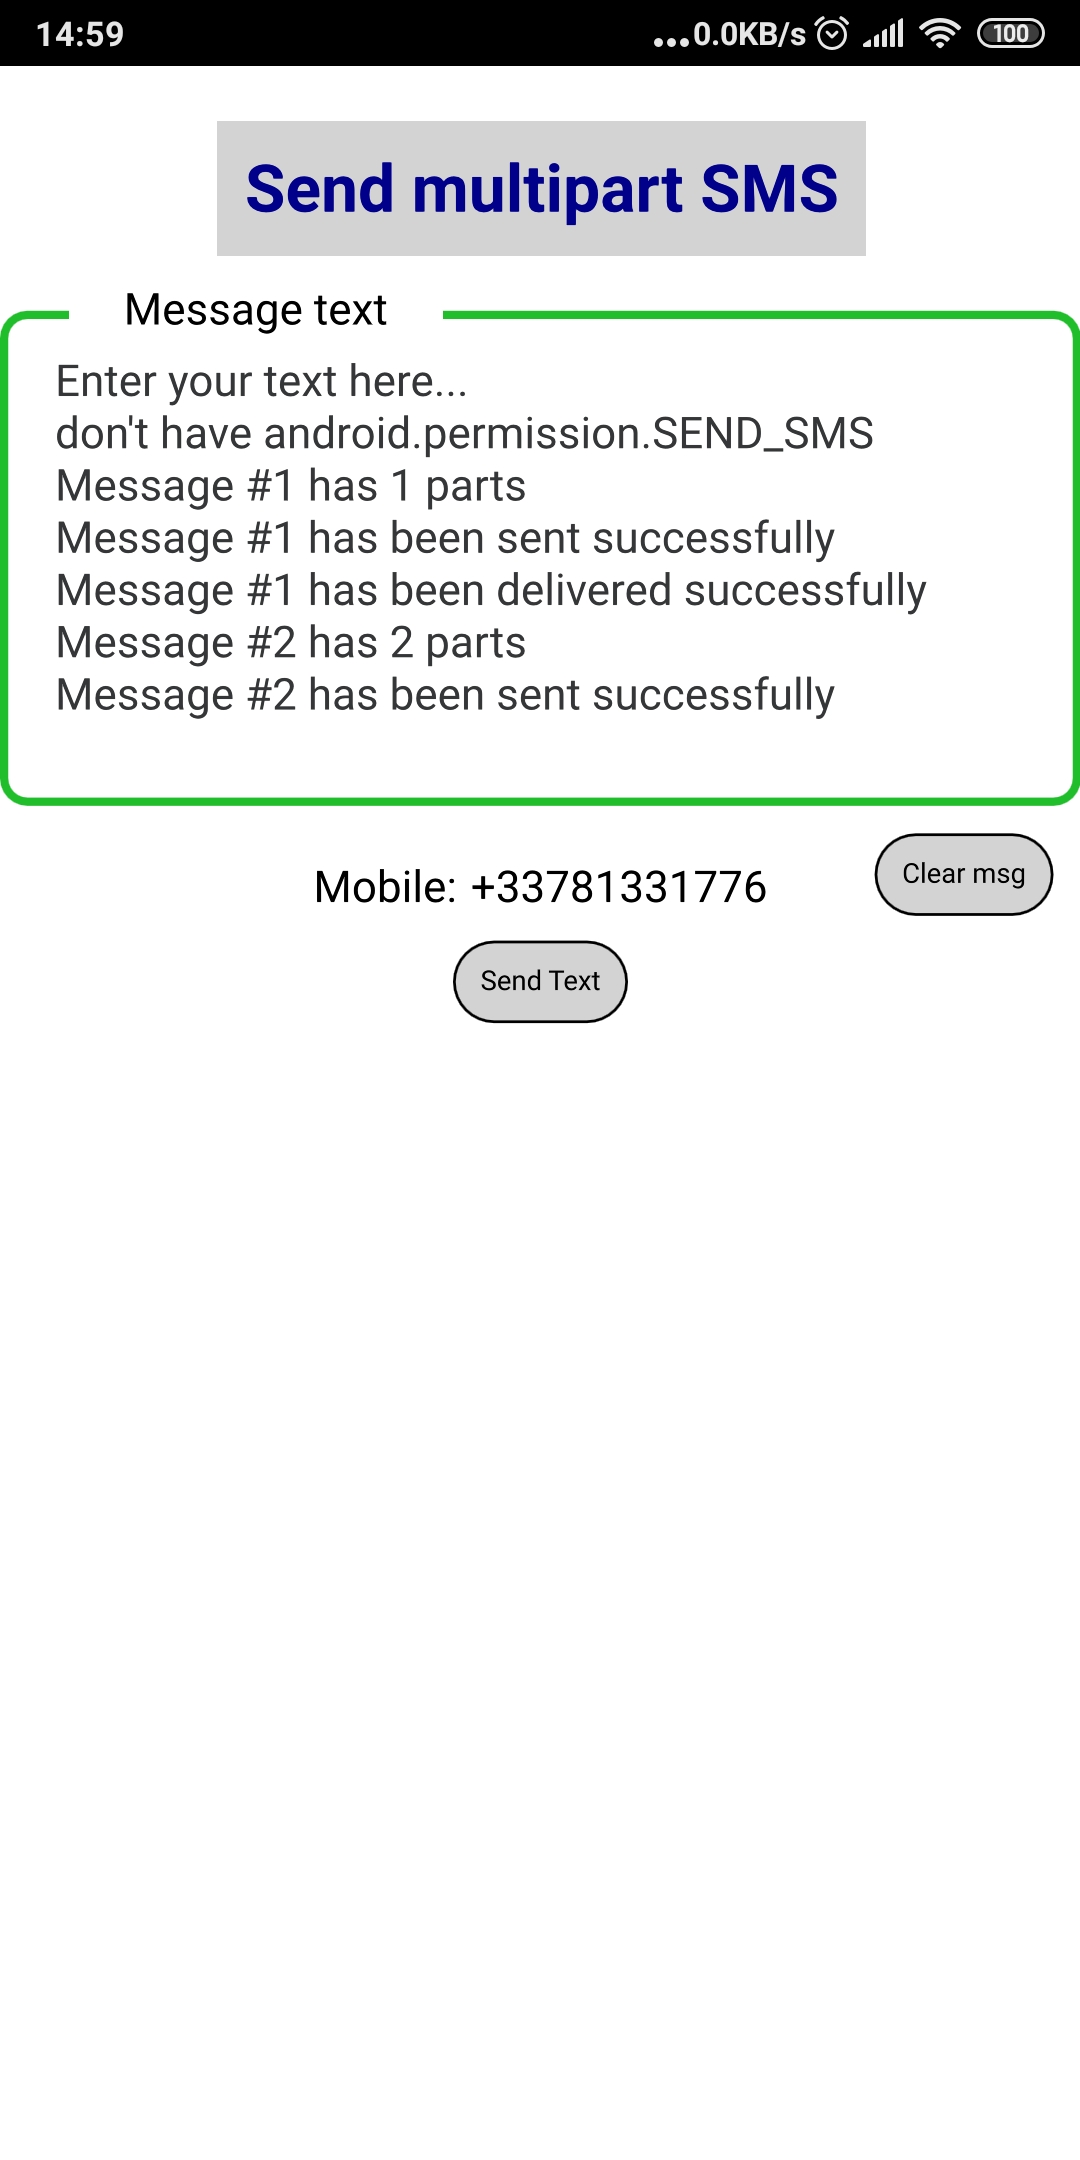 14:59 ...0.0KB/s 100
Send multipart SMS
Message text
Enter your text here...
don't have android.permission.SEND_SMS
Message #1 has 1 parts
Message #1 has been sent successfully
Message #1 has been delivered successfully
Message #2 has 2 parts
Message #2 has been sent successfully
Mobile: +33781331776
Clear msg
Send Text